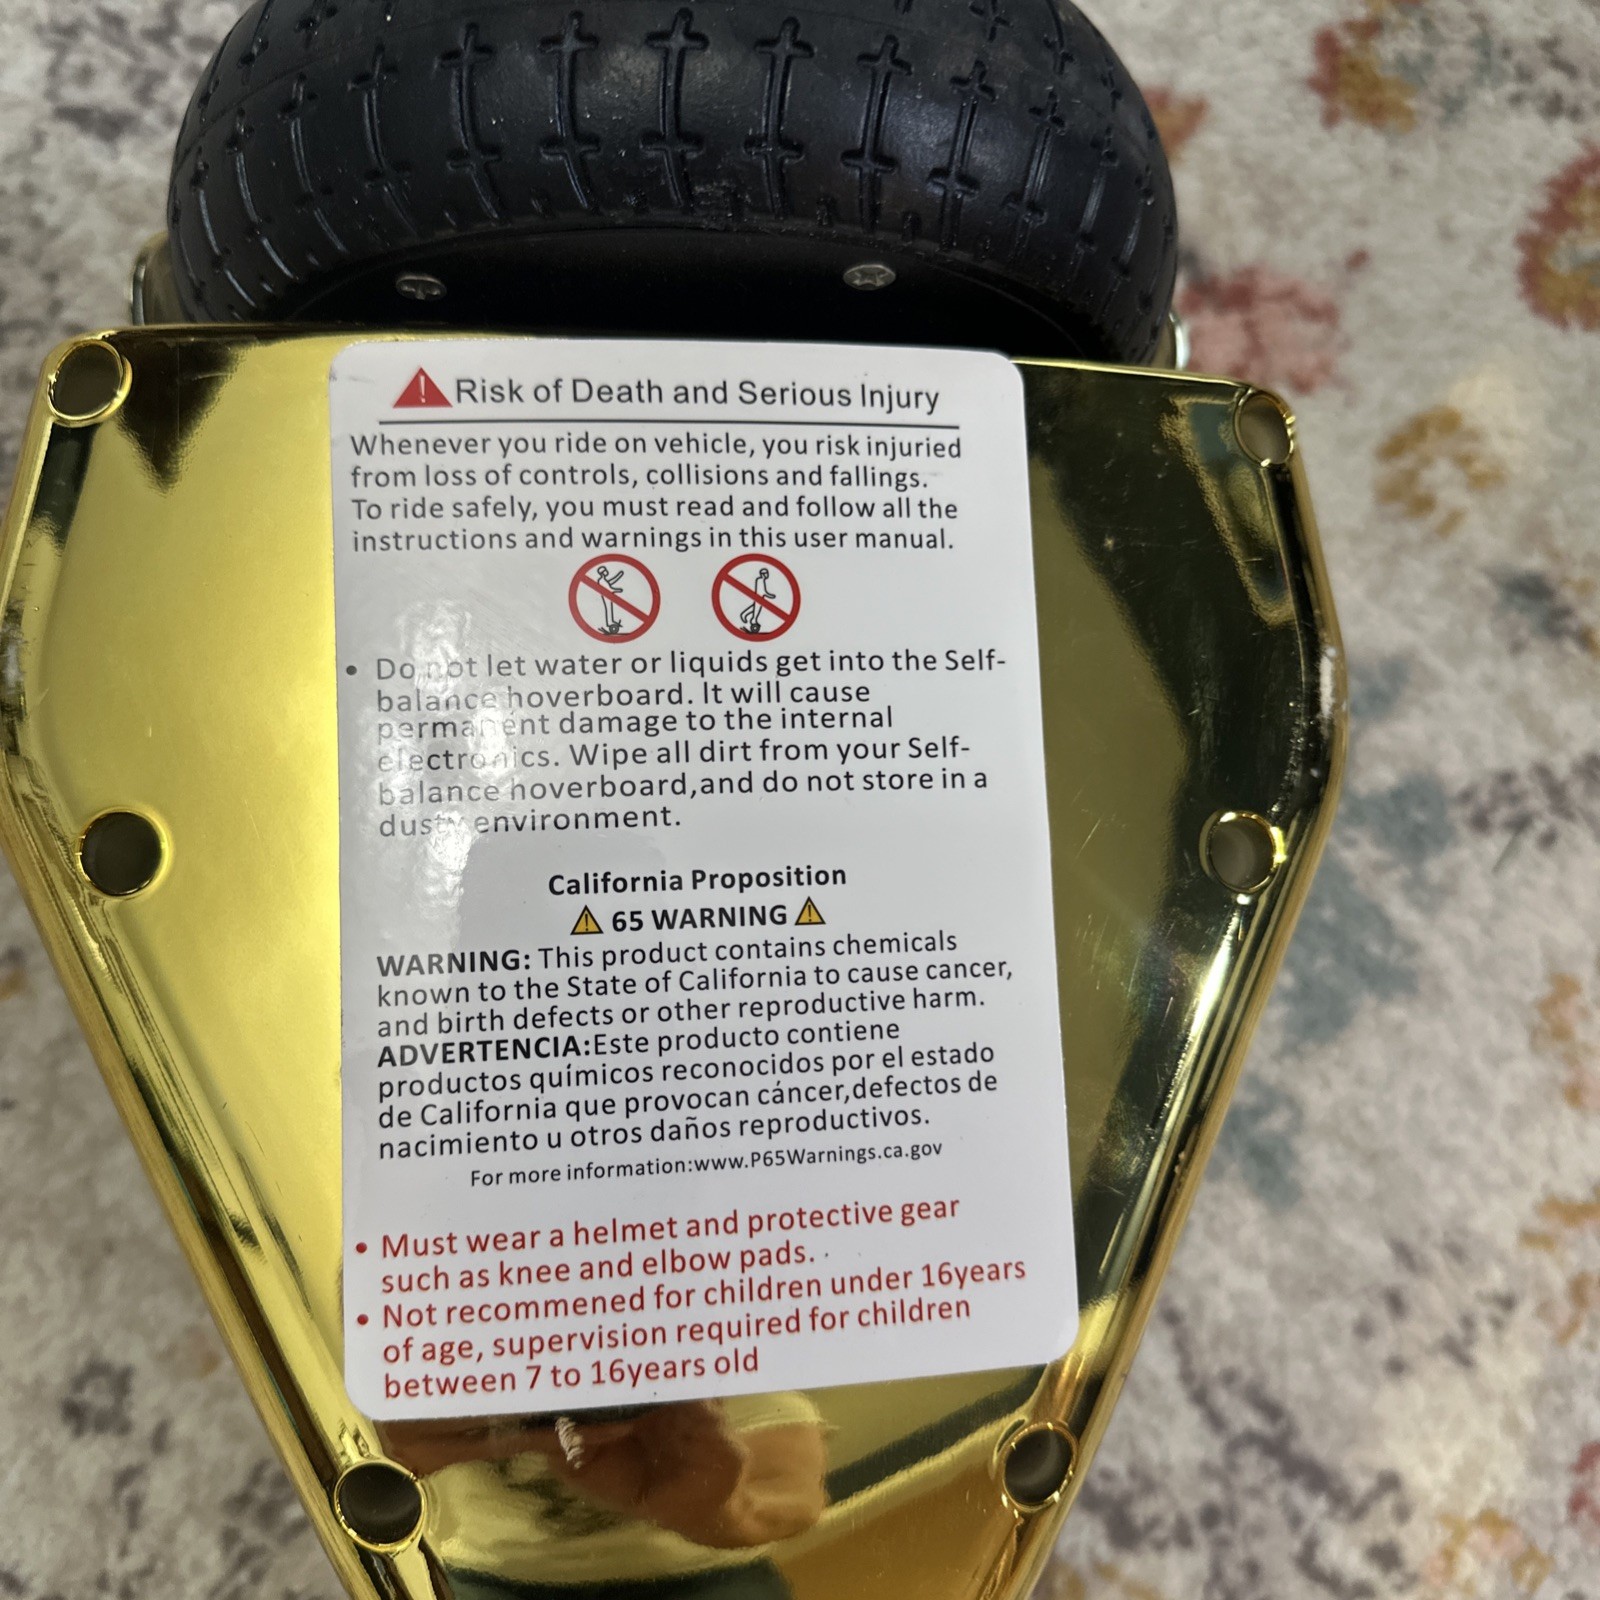 Risk of Death and Serious Injury
Whenever you ride on vehicle, you risk injuried
from loss of controls, collisions and fallings.
To ride safely, you must read and follow all the
instructions and warnings in this user manual.
• Do not let water or liquids get into the Self-
balance hoverboard. It will cause
permanent damage to the internal
electronics. Wipe all dirt from your Self-
balance hoverboard,and do not store in a
dusty environment.
California Proposition
65 WARNING
WARNING: This product contains chemicals
known to the State of California to cause cancer,
and birth defects or other reproductive harm.
ADVERTENCIA:Este producto contiene
productos químicos reconocidos por el estado
de California que provocan cáncer,defectos de
nacimiento u otros daños reproductivos.
For more information:www.P65Warnings.ca.gov
• Must wear a helmet and protective gear
such as knee and elbow pads.
• Not recommened for children under 16years
of age, supervision required for children
between 7 to 16years old